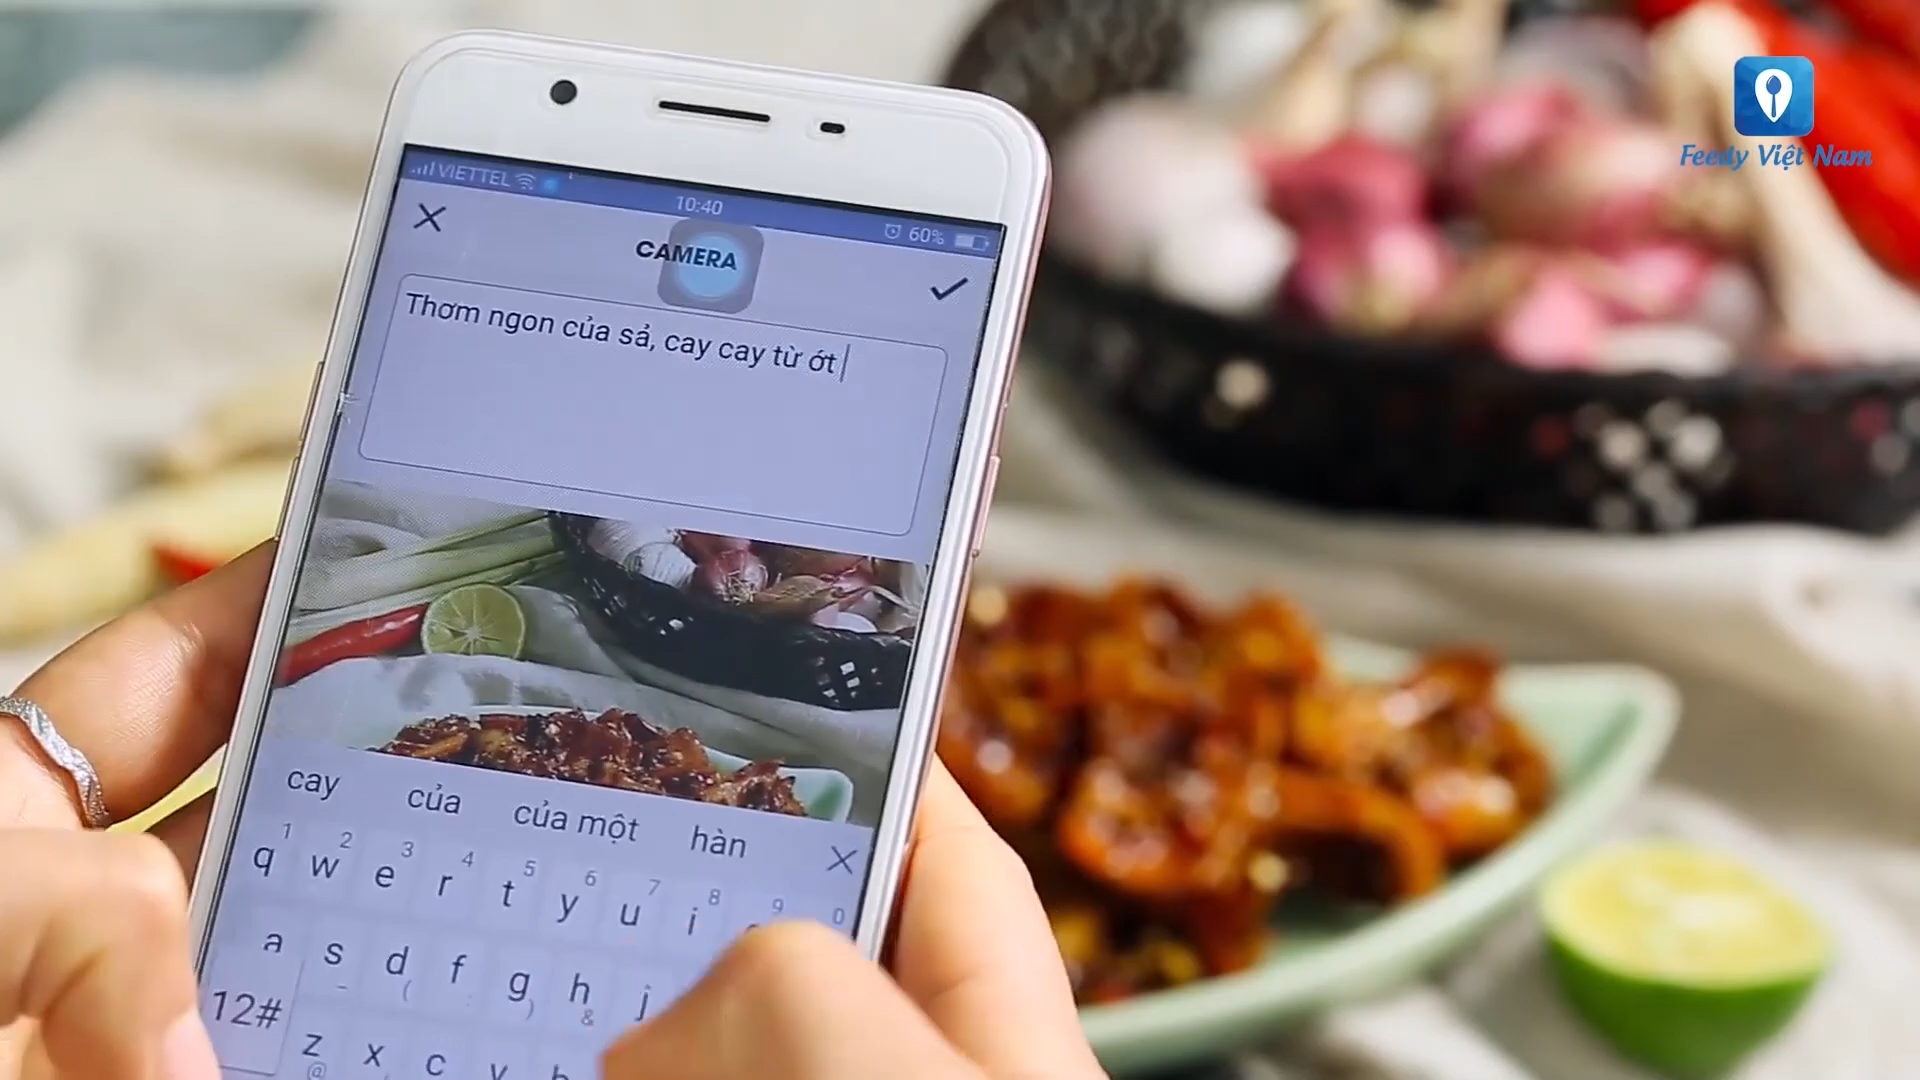 Feedy Việt Nam
VIETTEL
10:40
60%
CAMERA
Thơm ngon của sả, cay cay từ ớt
cay của của một hàn
1 2 3 4 5 6 7 8 9 0
q w e r t y u i
a s d f g h j
12# z x c v b